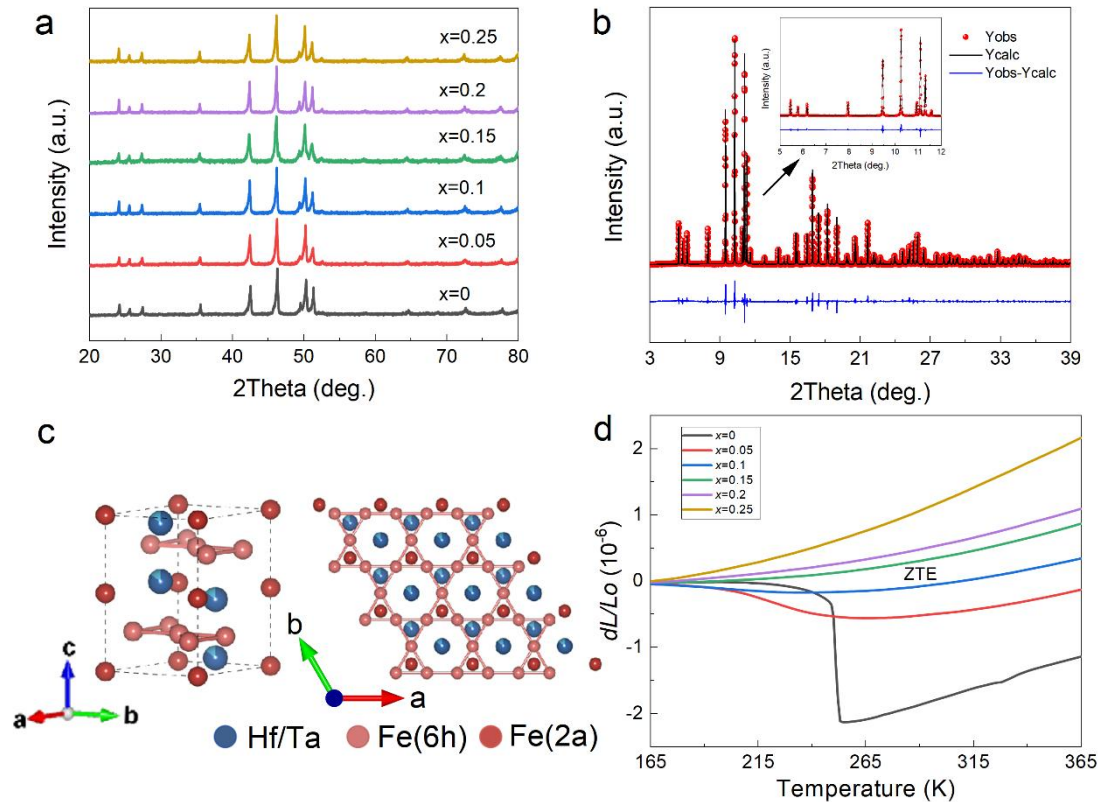 a
x=0.25
x=0.2
x=0.15
x=0.1
x=0.05
x=0
Intensity (a.u.)
20 30 40 50 60 70 80
2Theta (deg.)
b
Yobs
Ycalc
Yobs-Ycalc
Intensity (a.u.)
5 6 7 8 9 10 11 12
2Theta (deg.)
Intensity (a.u.)
3 9 15 21 27 33 39
2Theta (deg.)
c
c
a
b
b
a
Hf/Ta Fe(6h) Fe(2a)
d
x=0
x=0.05
x=0.1
x=0.15
x=0.2
x=0.25
ZTE
dL/Lo (10-6)
2
1
0
-1
-2
165 215 265 315 365
Temperature (K)